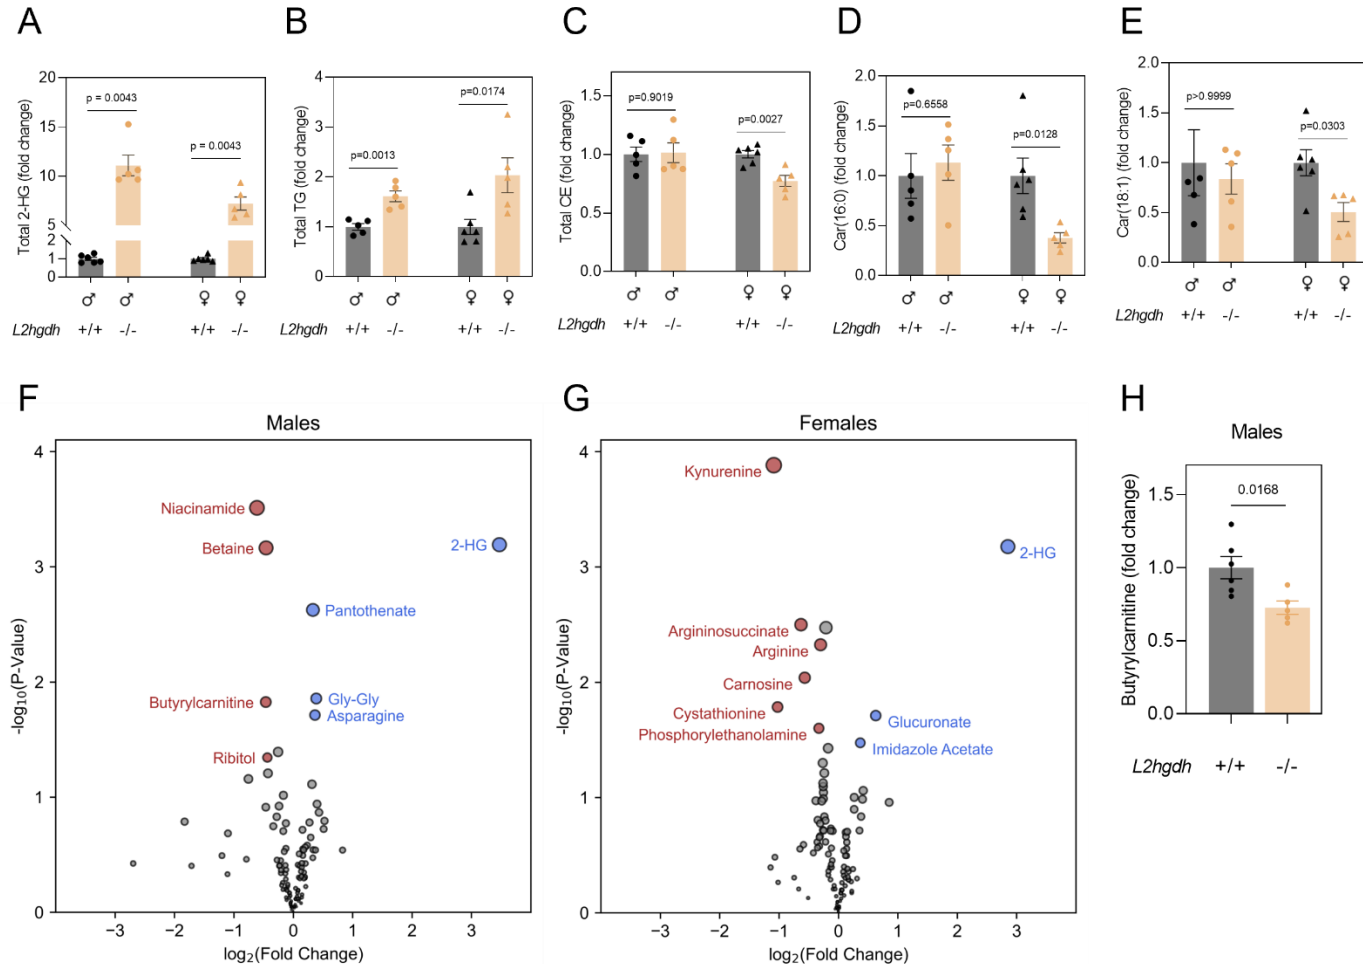 A
Total 2-HG (fold change)
20
15
10
5
2
1
0
p = 0.0043
p = 0.0043
♂ ♂ ♀ ♀
L2hgdh +/+ -/- +/+ -/-
B
Total TG (fold change)
4
3
2
1
0
p=0.0013
p=0.0174
♂ ♂ ♀ ♀
L2hgdh +/+ -/- +/+ -/-
C
Total CE (fold change)
1.5
1.0
0.5
0.0
p=0.9019
p=0.0027
♂ ♂ ♀ ♀
L2hgdh +/+ -/- +/+ -/-
D
Car(16:0) (fold change)
2.0
1.5
1.0
0.5
0.0
p=0.6558
p=0.0128
♂ ♂ ♀ ♀
L2hgdh +/+ -/- +/+ -/-
E
Car(18:1) (fold change)
2.0
1.5
1.0
0.5
0.0
p>0.9999
p=0.0303
♂ ♂ ♀ ♀
L2hgdh +/+ -/- +/+ -/-
F
Males
-log10(P-Value)
4
3
2
1
0
Niacinamide
Betaine
2-HG
Pantothenate
Butyrylcarnitine
Gly-Gly
Asparagine
Ribitol
−3 −2 −1 0 1 2 3
log2(Fold Change)
G
Females
-log10(P-Value)
4
3
2
1
0
Kynurenine
2-HG
Argininosuccinate
Arginine
Carnosine
Cystathionine
Glucuronate
Phosphorylethanolamine
Imidazole Acetate
−3 −2 −1 0 1 2 3
log2(Fold Change)
H
Males
Butyrylcarnitine (fold change)
1.5
1.0
0.5
0.0
0.0168
L2hgdh +/+ -/-